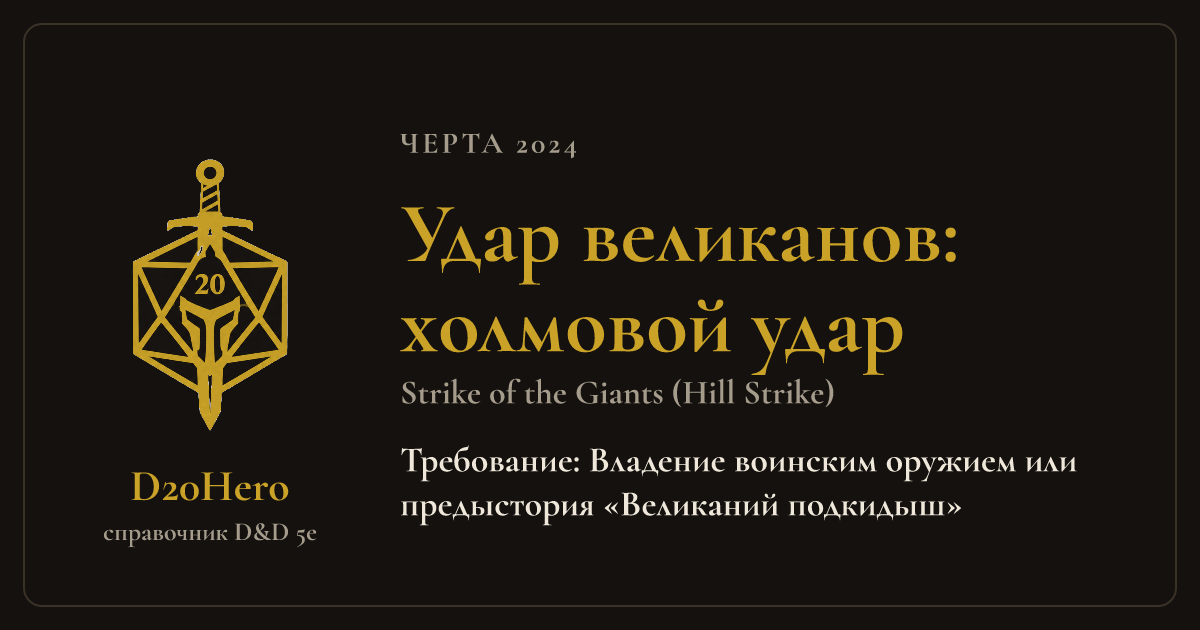 20
D20Hero
справочник D&D 5e
ЧЕРТА 2024
Удар великанов:
холмовой удар
Strike of the Giants (Hill Strike)
Требование: Владение воинским оружием или
предыстория «Великаний подкидыш»